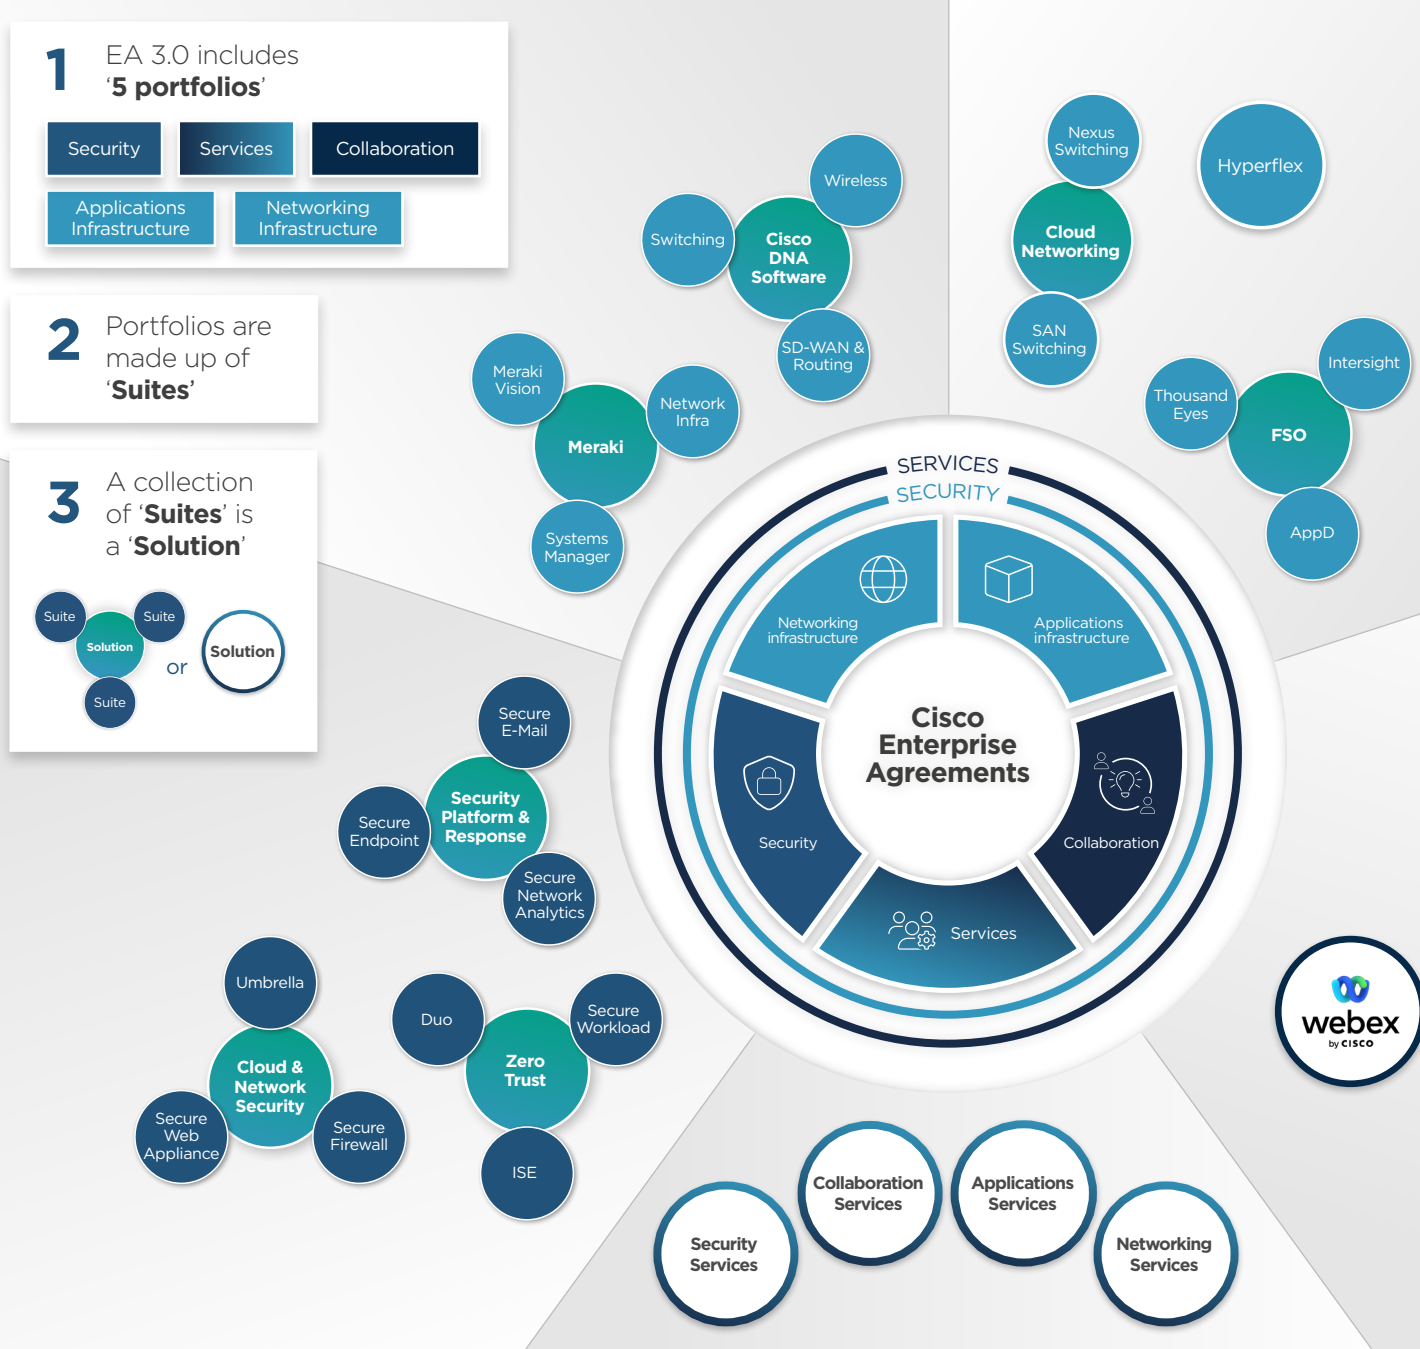 1
EA 3.0 includes
‘5 portfolios’
Security
Services
Collaboration
Applications
Infrastructure
Networking
Infrastructure
2
Portfolios are
made up of
‘Suites’
3
A collection
of ‘Suites’ is
a ‘Solution’
Suite
Suite
Solution
Suite
or
Solution
Wireless
Switching
Cisco
DNA
Software
SD-WAN &
Routing
Meraki
Vision
Network
Infra
Meraki
Systems
Manager
Nexus
Switching
Hyperflex
Cloud
Networking
SAN
Switching
Intersight
Thousand
Eyes
FSO
AppD
SERVICES
SECURITY
Networking
infrastructure
Applications
infrastructure
Cisco
Enterprise
Agreements
Security
Collaboration
Services
Secure
E-Mail
Security
Platform &
Response
Secure
Endpoint
Secure
Network
Analytics
Umbrella
Cloud &
Network
Security
Secure
Web
Appliance
Secure
Firewall
Duo
Secure
Workload
Zero
Trust
ISE
webex
by CISCO
Security
Services
Collaboration
Services
Applications
Services
Networking
Services